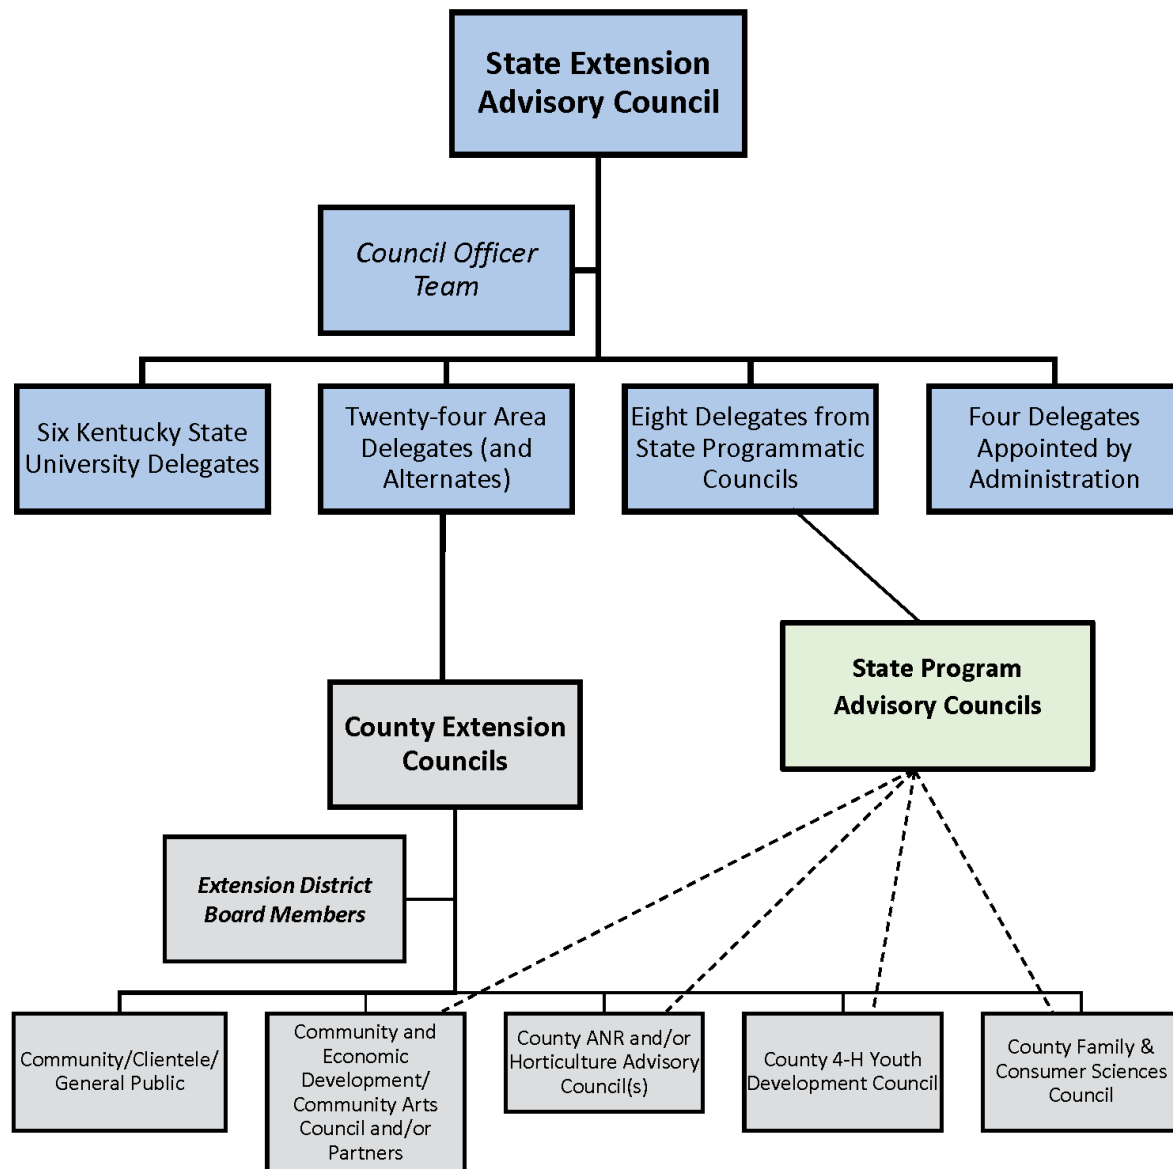 State Extension
Advisory Council
Council Officer
Team
Six Kentucky State
University Delegates
Twenty-four Area
Delegates (and
Alternates)
Eight Delegates from
State Programmatic
Councils
Four Delegates
Appointed by
Administration
State Program
Advisory Councils
County Extension
Councils
Extension District
Board Members
Community/Clientele/
General Public
Community and
Economic
Development/
Community Arts
Council and/or
Partners
County ANR and/or
Horticulture Advisory
Council(s)
County 4-H Youth
Development Council
County Family &
Consumer Sciences
Council